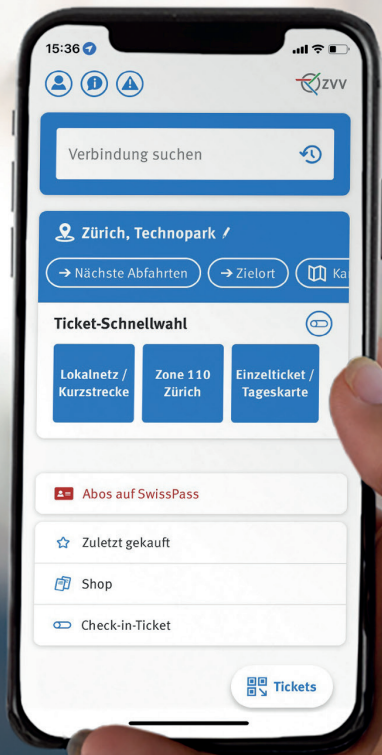 15:36
ZVV
Verbindung suchen
Zürich, Technopark
→ Nächste Abfahrten
→ Zielort
Ka
Ticket-Schnellwahl
Lokalnetz /
Kurzstrecke
Zone 110
Zürich
Einzelticket /
Tageskarte
Abos auf SwissPass
Zuletzt gekauft
Shop
Check-in-Ticket
Tickets